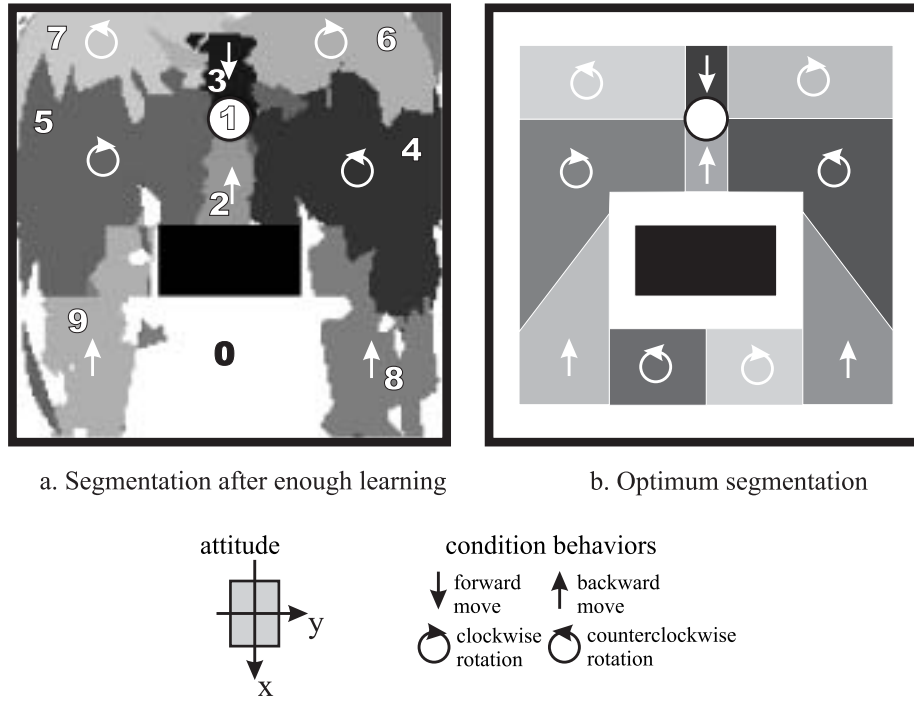 7
6
3
1
5
4
2
9
0
8
a. Segmentation after enough learning
b. Optimum segmentation
attitude
y
x
condition behaviors
forward
move
backward
move
clockwise
rotation
counterclockwise
rotation